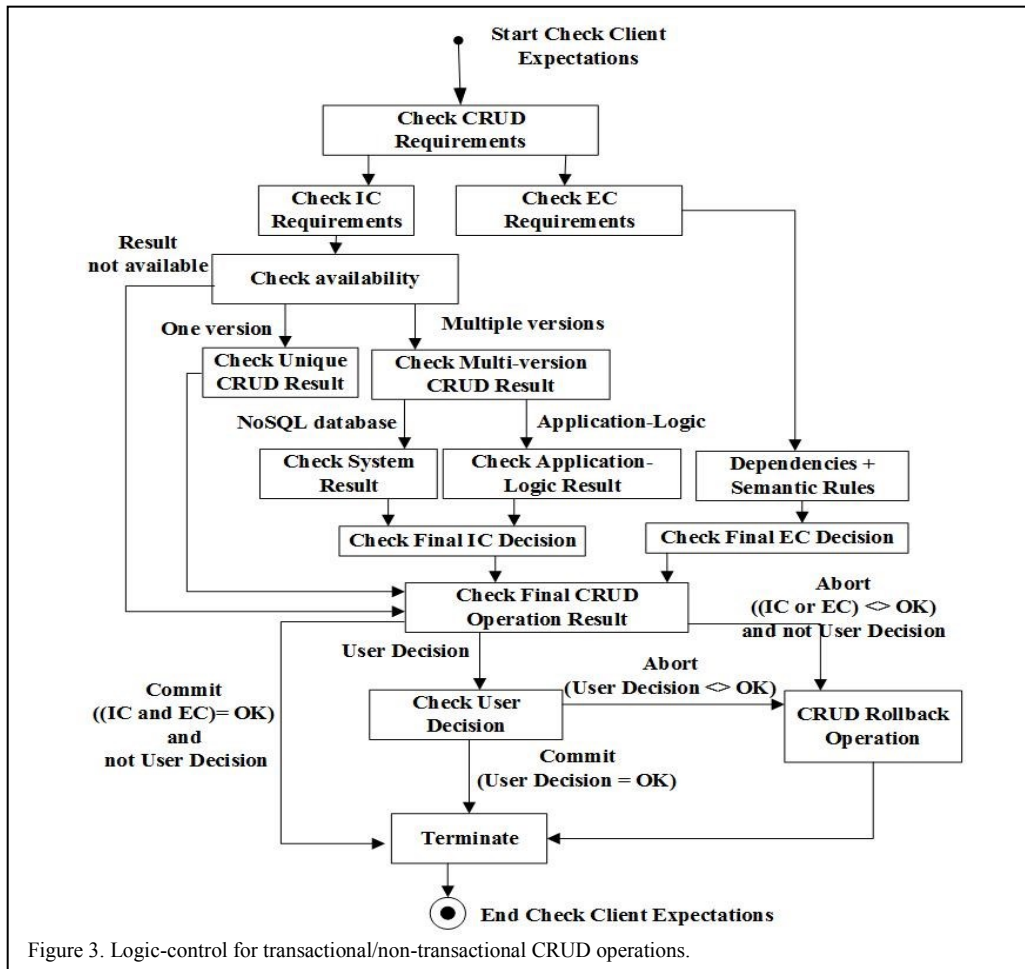 Start Check Client
Expectations
Check CRUD
Requirements
Check IC
Requirements
Check EC
Requirements
Result
not available
Check availability
One version
Multiple versions
Check Unique
CRUD Result
Check Multi-version
CRUD Result
NoSQL database
Application-Logic
Check System
Result
Check Application-
Logic Result
Dependencies +
Semantic Rules
Check Final IC Decision
Check Final EC Decision
Check Final CRUD
Operation Result
Abort
((IC or EC) <> OK)
and not User Decision
User Decision
Commit
((IC and EC)= OK)
and
not User Decision
Check User
Decision
Abort
(User Decision <> OK)
CRUD Rollback
Operation
Commit
(User Decision = OK)
Terminate
End Check Client Expectations
Figure 3. Logic-control for transactional/non-transactional CRUD operations.